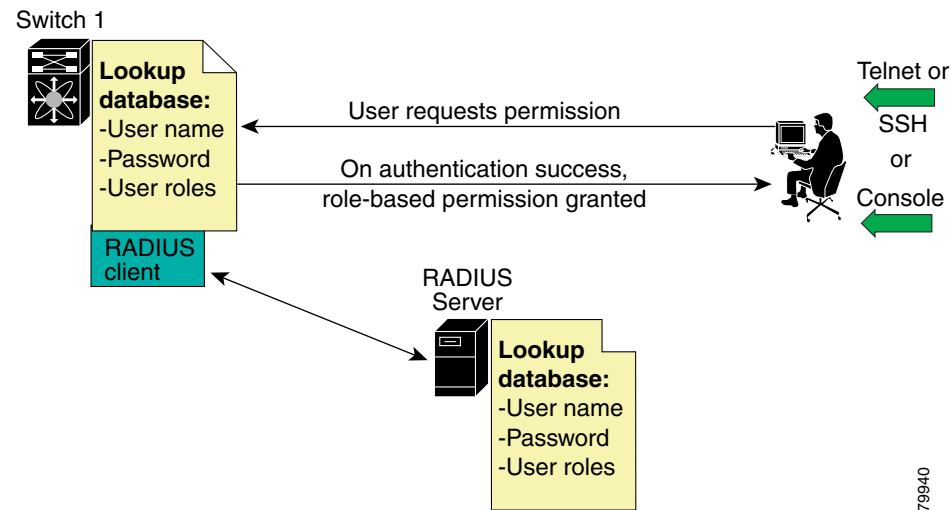 Switch 1
Lookup
database:
-User name
-Password
-User roles
RADIUS
client
User requests permission
On authentication success,
role-based permission granted
Telnet or
SSH
or
Console
RADIUS
Server
Lookup
database:
-User name
-Password
-User roles
79940